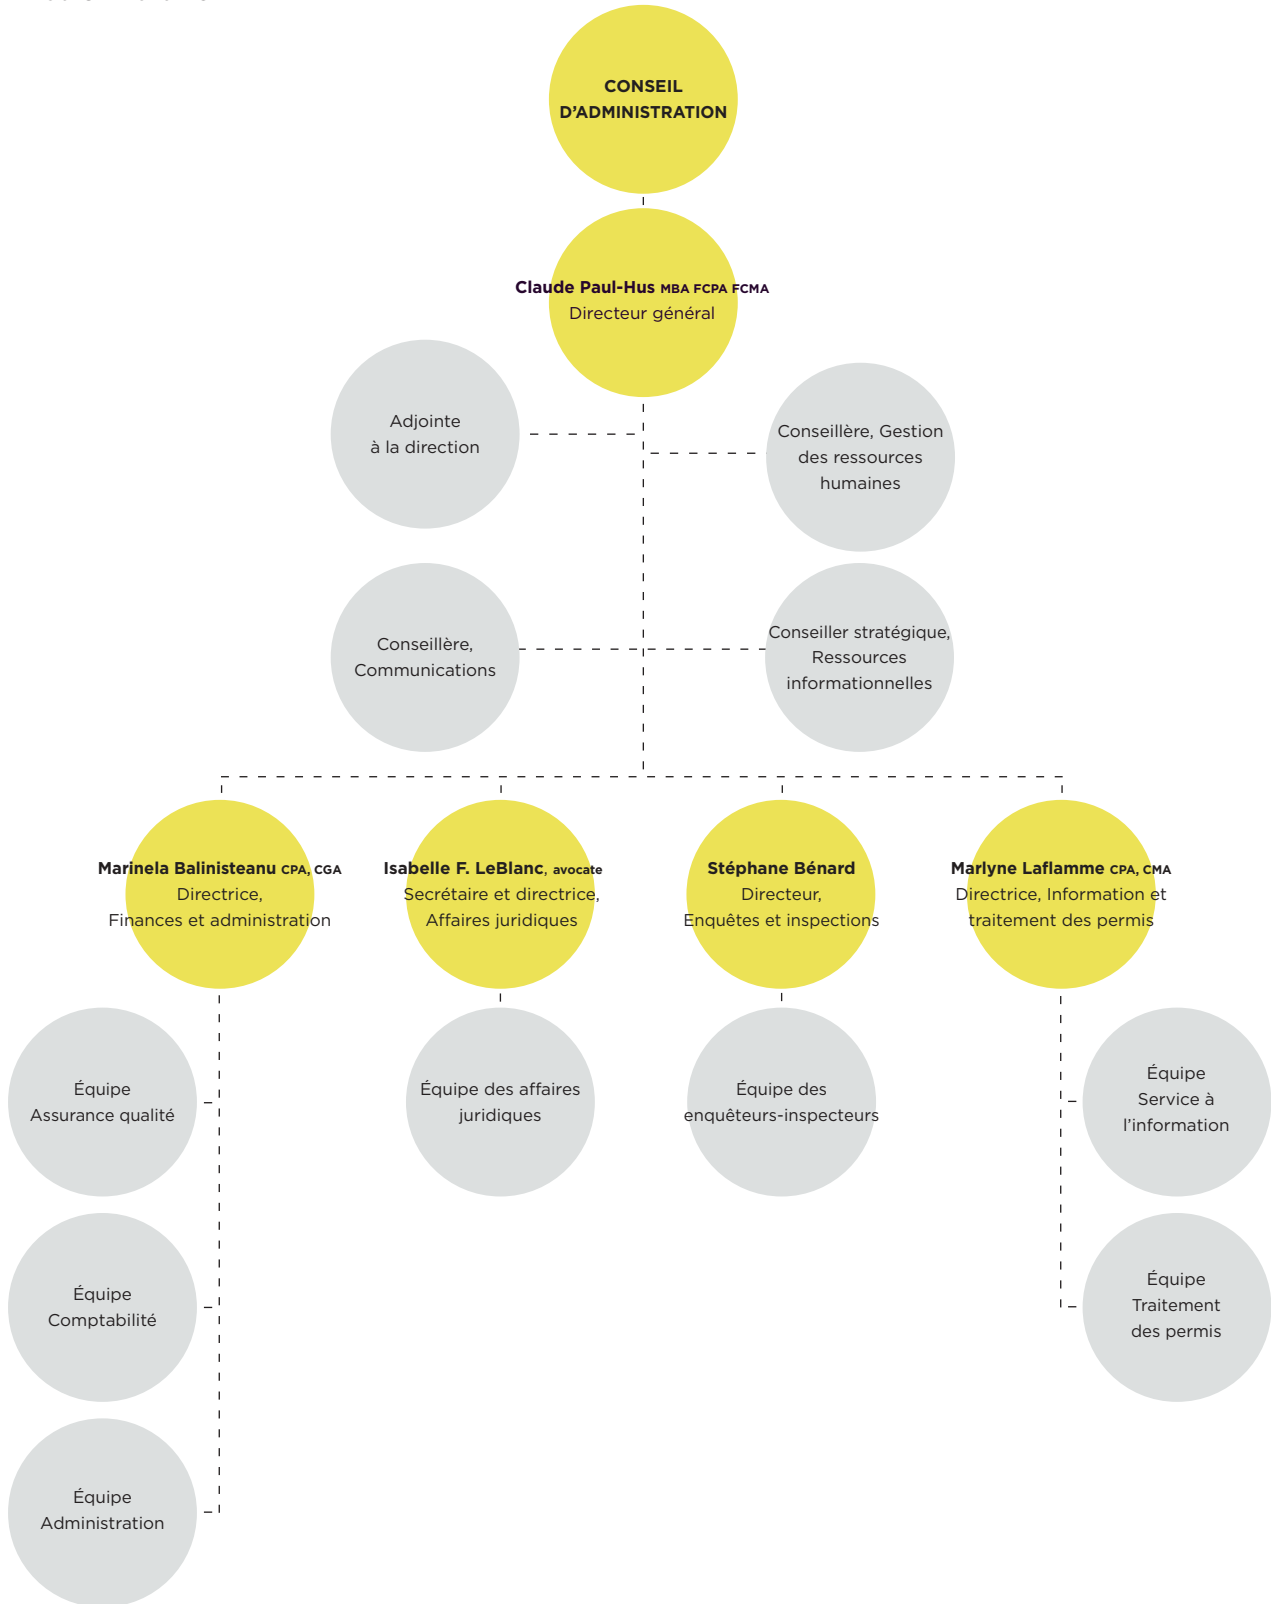 CONSEIL
D'ADMINISTRATION
Claude Paul-Hus MBA FCPA FCMA
Directeur général
Adjointe
à la direction
Conseillère, Gestion
des ressources
humaines
Conseillère,
Communications
Conseiller stratégique,
Ressources
informationnelles
Marinela Balinisteanu CPA, CGA
Directrice,
Finances et administration
Isabelle F. LeBlanc, avocate
Secrétaire et directrice,
Affaires juridiques
Stéphane Bénard
Directeur,
Enquêtes et inspections
Marlyne Laflamme CPA, CMA
Directrice, Information et
traitement des permis
Équipe
Assurance qualité
Équipe des affaires
juridiques
Équipe des
enquêteurs-inspecteurs
Équipe
Service à
l'information
Équipe
Comptabilité
Équipe
Traitement
des permis
Équipe
Administration